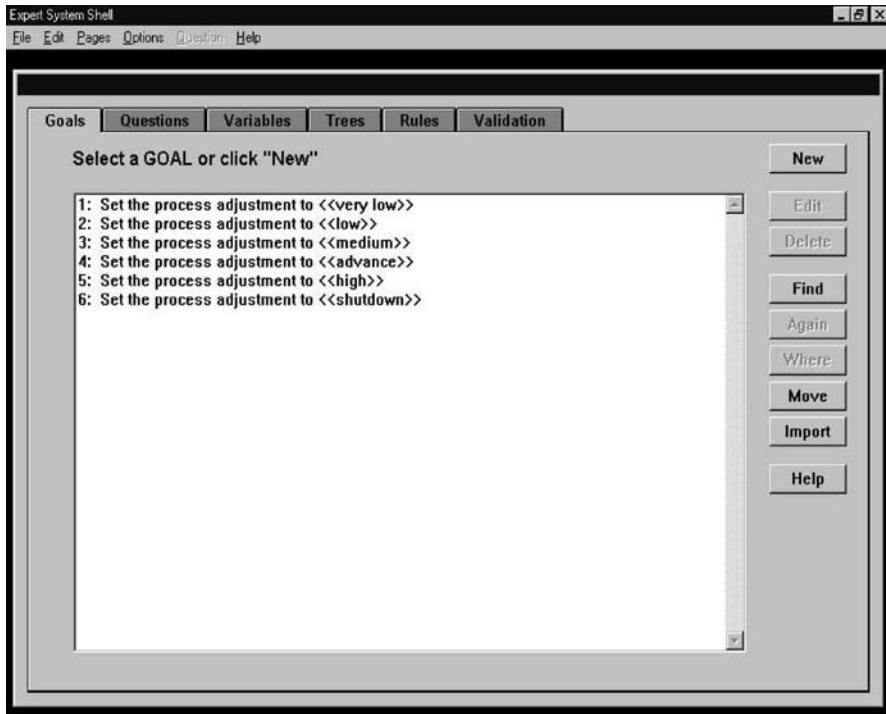 Expert System Shell
File Edit Pages Options Question Help
Goals Questions Variables Trees Rules Validation
Select a GOAL or click "New"
New
1: Set the process adjustment to <<very low>>
2: Set the process adjustment to <<low>>
3: Set the process adjustment to <<medium>>
4: Set the process adjustment to <<advance>>
5: Set the process adjustment to <<high>>
6: Set the process adjustment to <<shutdown>>
Edit
Delete
Find
Again
Where
Move
Import
Help